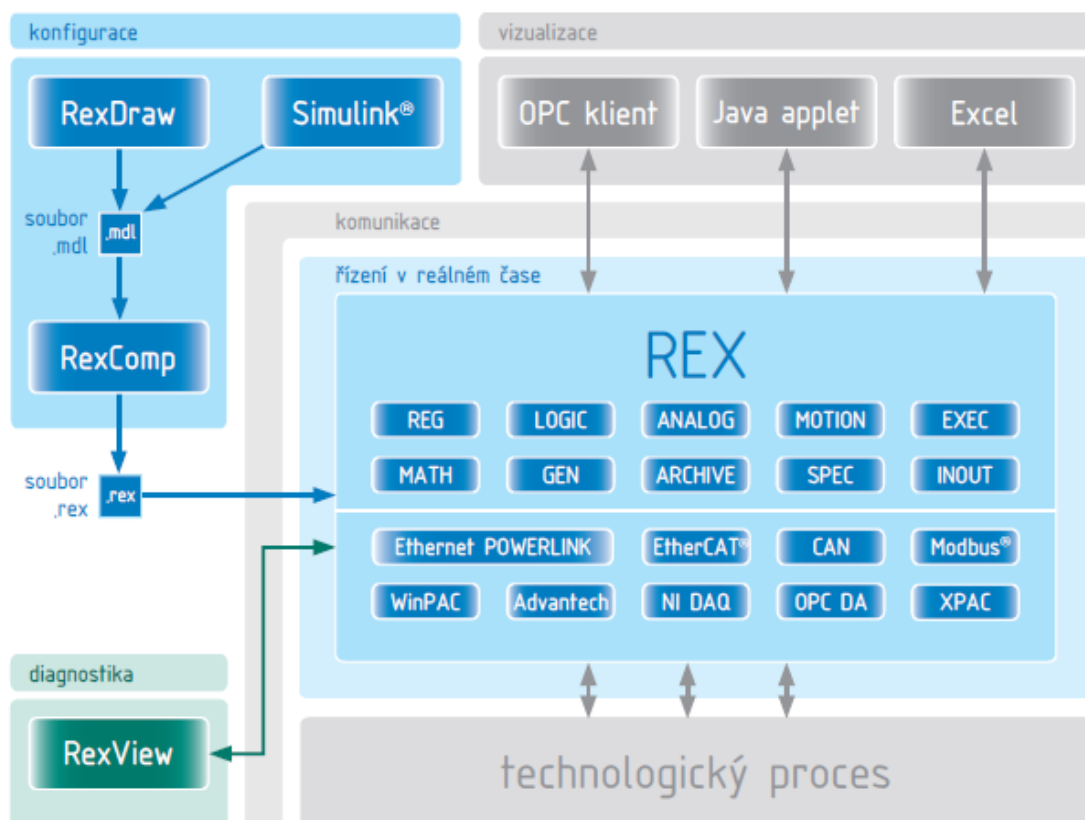 konfigurace
vizualizace
RexDraw
Simulink®
OPC klient
Java applet
Excel
soubor
.mdl
.mdl
komunikace
řízení v reálném čase
RexComp
REX
REG
LOGIC
ANALOG
MOTION
EXEC
MATH
GEN
ARCHIVE
SPEC
INOUT
soubor
.rex
.rex
Ethernet POWERLINK
EtherCAT®
CAN
Modbus®
WinPAC
Advantech
NI DAQ
OPC DA
XPAC
diagnostika
RexView
technologický proces